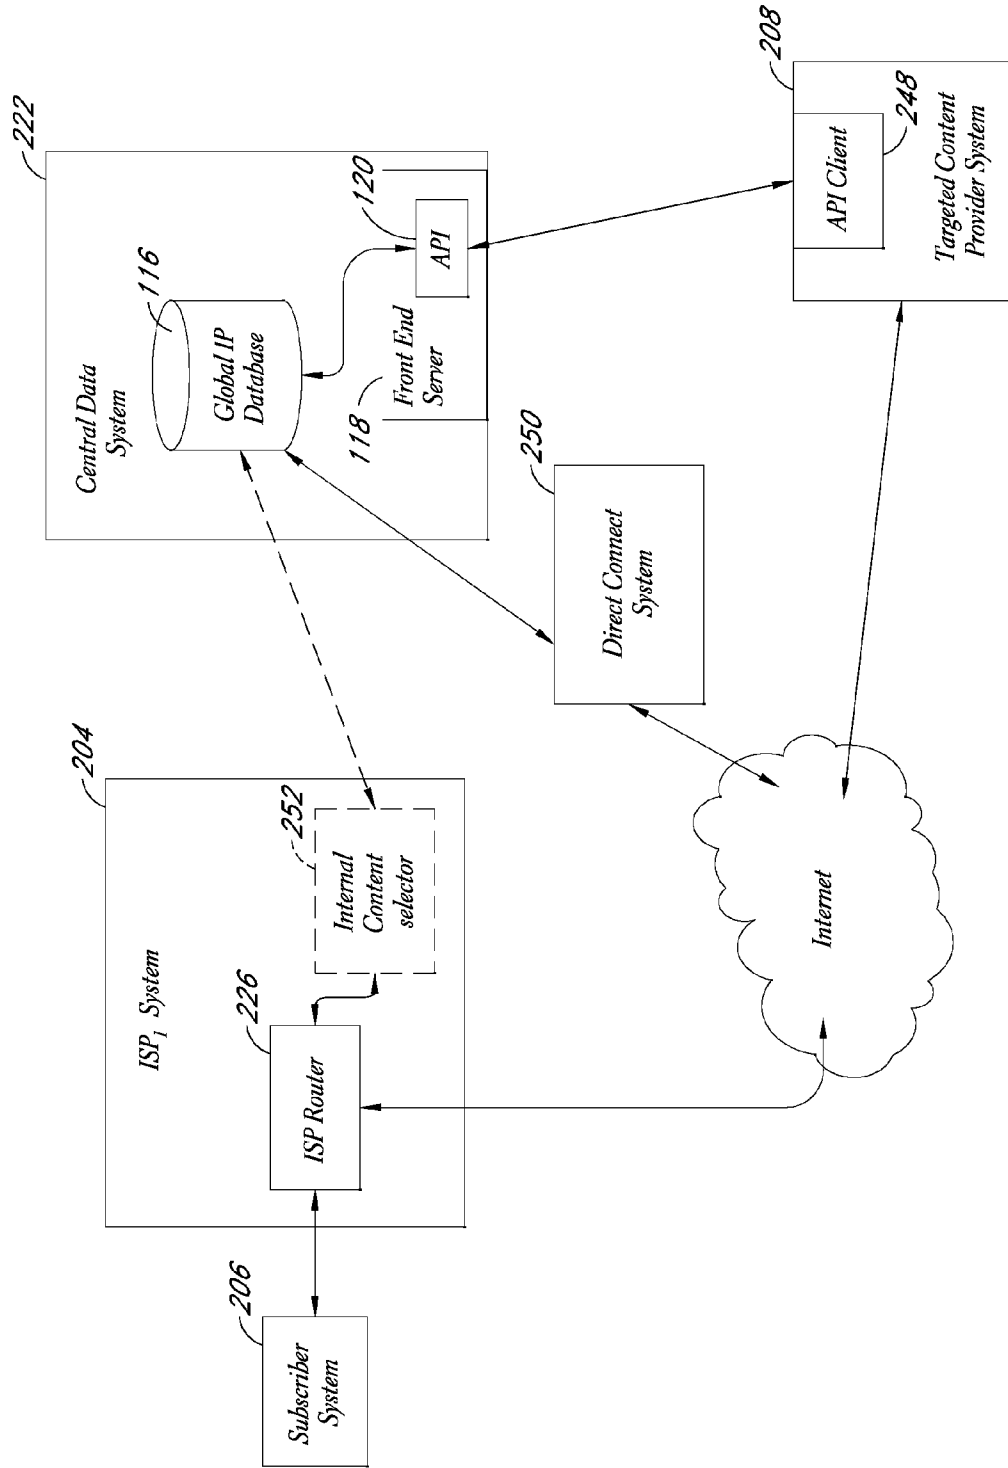 222
Central Data
System
116
Global IP
Database
120
API
118
Front End
Server
208
API Client
248
Targeted Content
Provider System
250
Direct Connect
System
204
ISP1 System
252
Internal
Content
selector
226
ISP Router
206
Subscriber
System
Internet